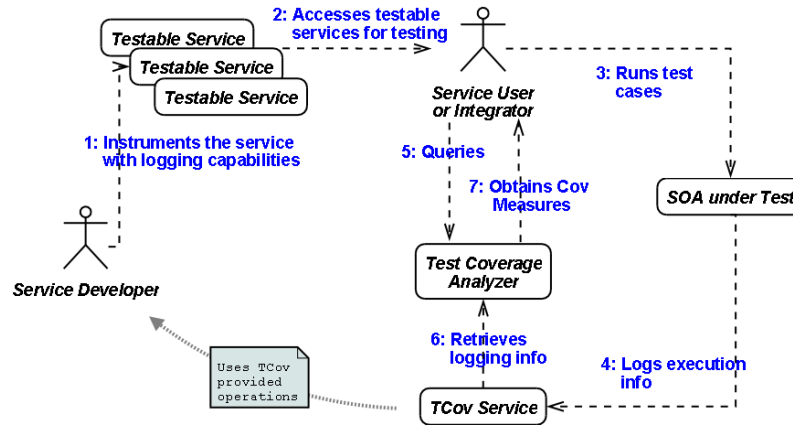 2: Accesses testable
services for testing
Testable Service
Testable Service
Testable Service
Service User
or Integrator
3: Runs test
cases
1: Instruments the service
with logging capabilities
5: Queries
7: Obtains Cov
Measures
SOA under Test
Service Developer
Test Coverage
Analyzer
6: Retrieves
logging info
4: Logs execution
info
Uses TCov
provided
operations
TCov Service